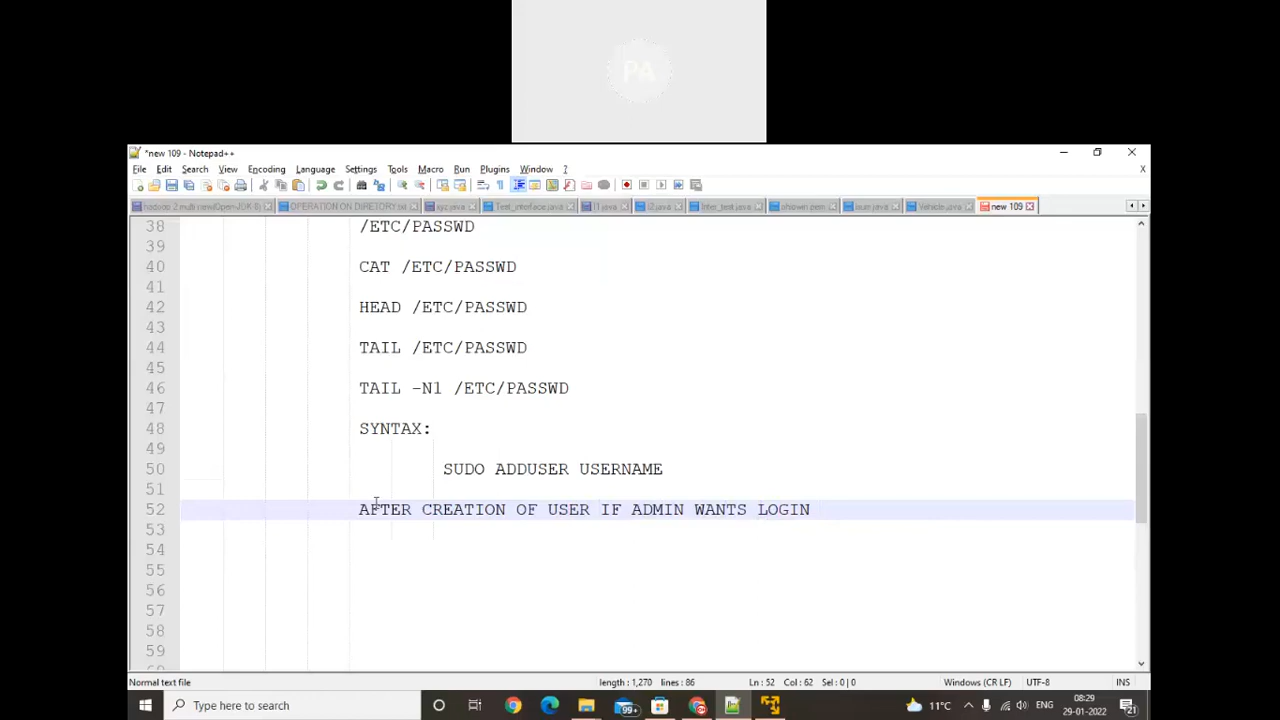 PA
*new 109 - Notepad++
File Edit Search View Encoding Settings Language Tools Macro Run Plugins Window ?
X
new 109
38 /ETC/PASSWD
39
40 CAT /ETC/PASSWD
41
42 HEAD /ETC/PASSWD
43
44 TAIL /ETC/PASSWD
45
46 TAIL -N1 /ETC/PASSWD
47
48 SYNTAX:
49
50 SUDO ADDUSER USERNAME
51
52 AFTER CREATION OF USER IF ADMIN WANTS LOGIN
53
54
55
56
57
58
59
Normal text file length : 1,270 lines : 86 Ln : 52 Col : 62 Sel : 0 | 0 Windows (CR LF) UTF-8 INS
Type here to search 99+ 11°C ENG 08:29
29-01-2022 21